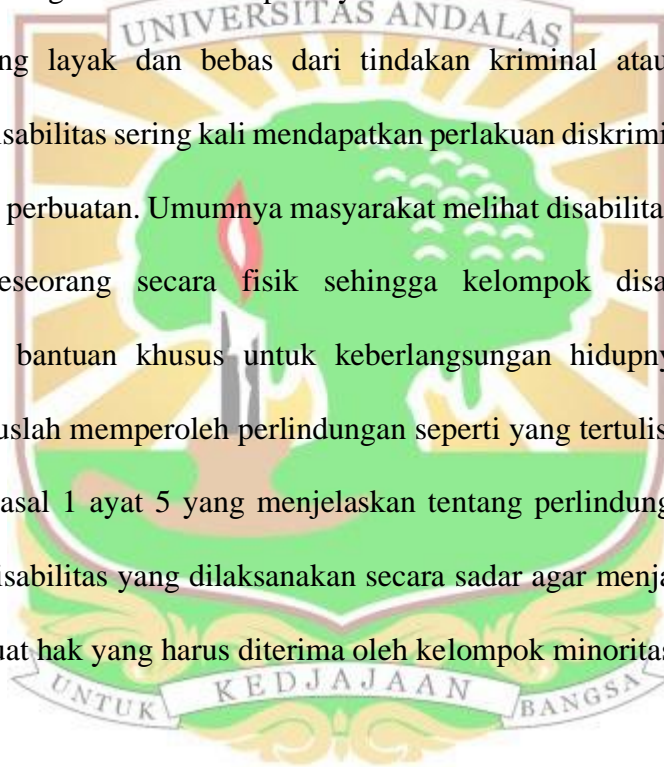 UNIVERSITAS ANDALAS
ng layak dan bebas dari tindakan kriminal atau
isabilitas sering kali mendapatkan perlakuan diskrimi
perbuatan. Umumnya masyarakat melihat disabilita
eseorang secara fisik sehingga kelompok disa
bantuan khusus untuk keberlangsungan hidupny
uslah memperoleh perlindungan seperti yang tertulis
asal 1 ayat 5 yang menjelaskan tentang perlindung
isabilitas yang dilaksanakan secara sadar agar menja
uat hak yang harus diterima oleh kelompok minoritas
UNTUK KEDJAJAAN BANGSA